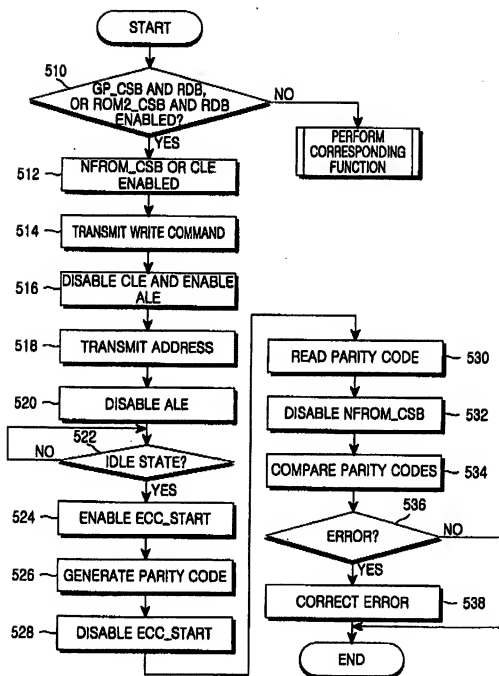 START
510
GP_CSB AND RDB,
OR ROM2_CSB AND RDB
ENABLED?
NO
YES
PERFORM
CORRESPONDING
FUNCTION
512
NFROM_CSB OR CLE
ENABLED
514
TRANSMIT WRITE COMMAND
516
DISABLE CLE AND ENABLE
ALE
518
TRANSMIT ADDRESS
520
DISABLE ALE
522
NO
IDLE STATE?
YES
524
ENABLE ECC_START
526
GENERATE PARITY CODE
528
DISABLE ECC_START
READ PARITY CODE
530
DISABLE NFROM_CSB
532
COMPARE PARITY CODES
534
536
ERROR?
NO
YES
CORRECT ERROR
538
END